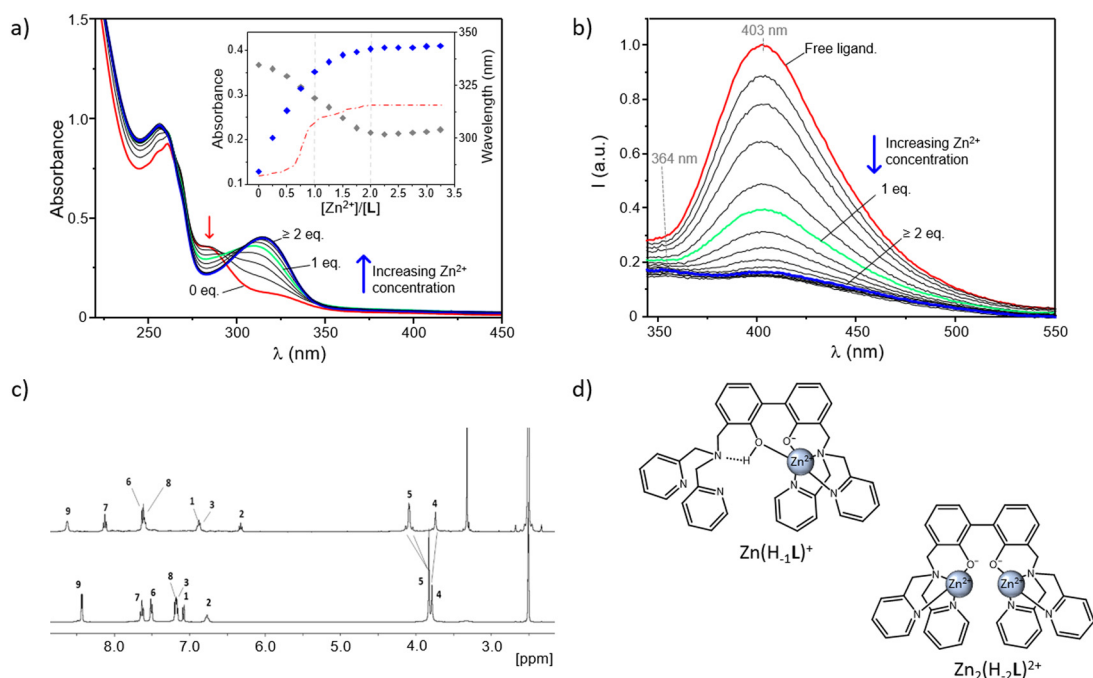 a)
1.5
1.0
0.5
0
Absorbance
250
300
350
400
450
λ (nm)
≥ 2 eq.
1 eq.
0 eq.
Increasing Zn²⁺
concentration
0.4
0.3
0.2
0.1
Absorbance
350
325
300
Wavelength (nm)
0.0
0.5
1.0
1.5
2.0
2.5
3.0
3.5
[Zn²⁺]/[L]
b)
403 nm
Free ligand.
364 nm
Increasing Zn²⁺
concentration
1 eq.
≥ 2 eq.
1.0
0.8
0.6
0.4
0.2
0
I (a.u.)
350
400
450
500
550
λ (nm)
c)
9
7
6
8
1
3
2
5
4
9
7
6
8
3
1
2
5
4
8.0
7.0
6.0
5.0
4.0
3.0
[ppm]
d)
N
H
O
O⁻
Zn²⁺
N
N
N
N
N
Zn(H₋₁L)⁺
O⁻
O⁻
N
Zn²⁺
Zn²⁺
N
N
N
N
N
Zn₂(H₋₂L)²⁺